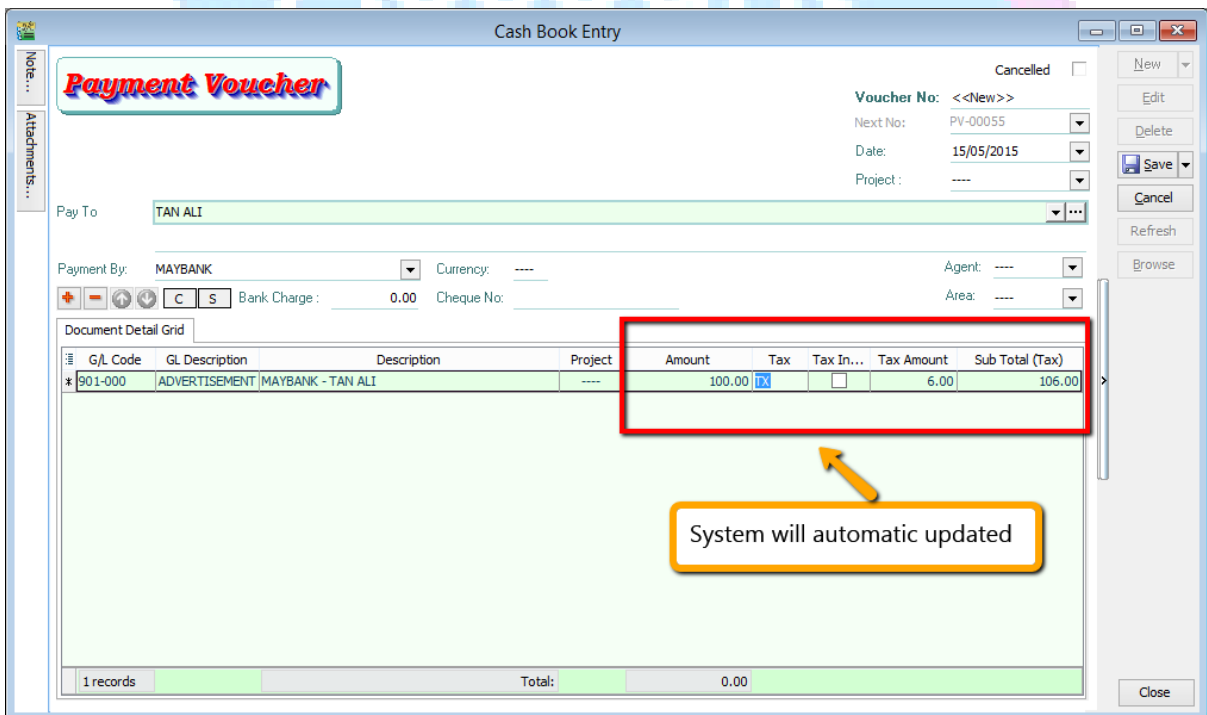 Cash Book Entry
Note...
Attachments...
Payment Voucher
Cancelled
Voucher No: <<New>>
Next No: PV-00055
Date: 15/05/2015
Project : ----
Pay To TAN ALI
Payment By: MAYBANK Currency: ---- Agent: ----
C S Bank Charge : 0.00 Cheque No: Area: ----
Document Detail Grid
G/L Code GL Description Description Project Amount Tax Tax In... Tax Amount Sub Total (Tax)
901-000 ADVERTISEMENT MAYBANK - TAN ALI ---- 100.00 TX 6.00 106.00
System will automatic updated
1 records Total: 0.00
New
Edit
Delete
Save
Cancel
Refresh
Browse
Close